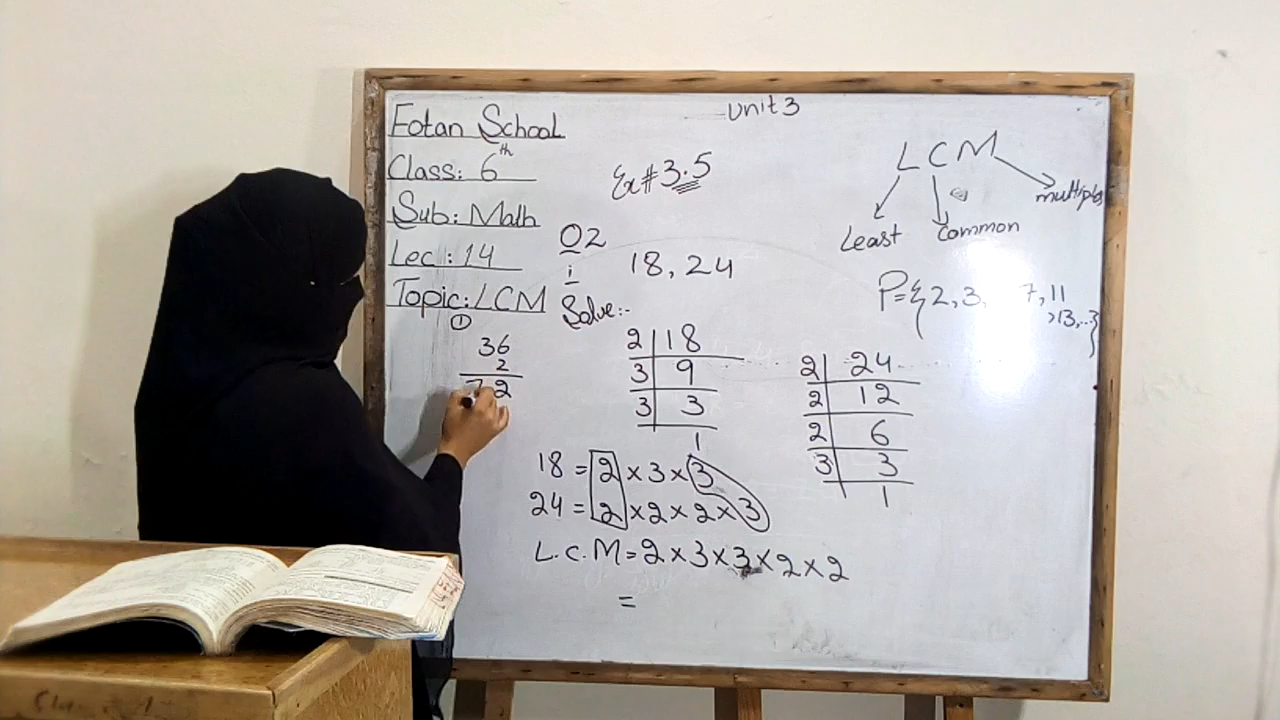 Unit 3
Fotan School
Class: 6th
Sub: Math
Lec: 14
Topic: LCM
Ex# 3.5
LCM
Least Common multiples
P={2,3, 7,11
,13,...}
Q2
i 18, 24
Solve:-
1
36
2
72
2 | 18
3 | 9
3 | 3
1
2 | 24
2 | 12
2 | 6
3 | 3
1
18 = 2×3×3
24 = 2×2×2×3
L.C.M = 2×3×3×2×2
=